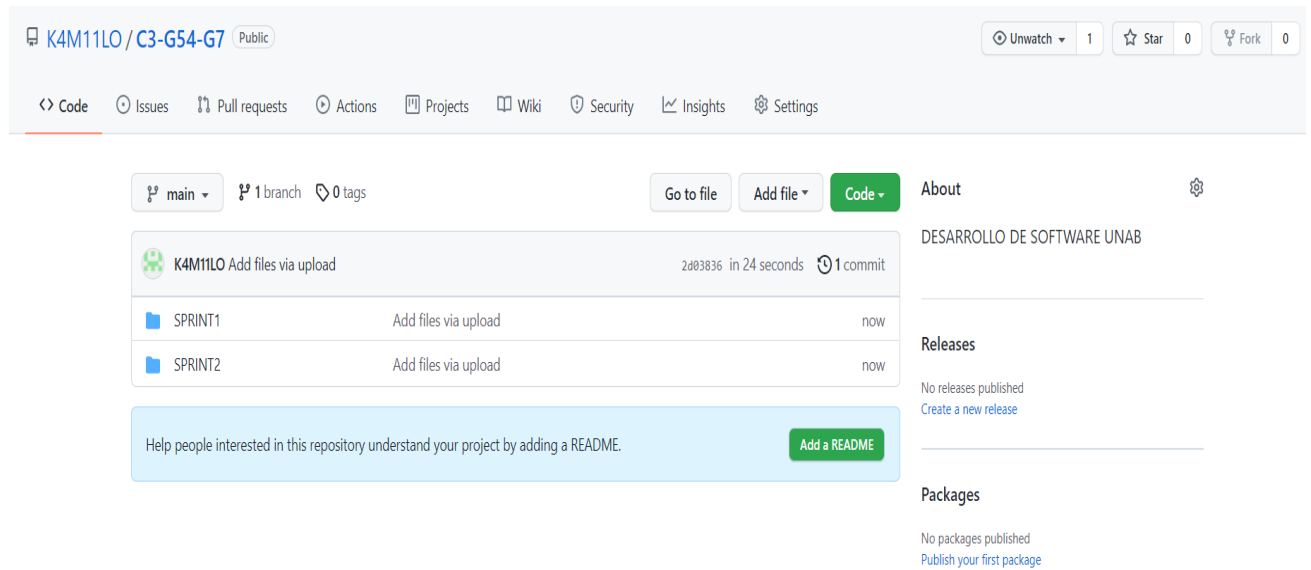 K4M11LO / C3-G54-G7 Public
Unwatch 1 Star 0 Fork 0
Code Issues Pull requests Actions Projects Wiki Security Insights Settings
main 1 branch 0 tags Go to file Add file Code
K4M11LO Add files via upload 2d03836 in 24 seconds 1 commit
SPRINT1 Add files via upload now
SPRINT2 Add files via upload now
Help people interested in this repository understand your project by adding a README. Add a README
About
DESARROLLO DE SOFTWARE UNAB
Releases
No releases published
Create a new release
Packages
No packages published
Publish your first package